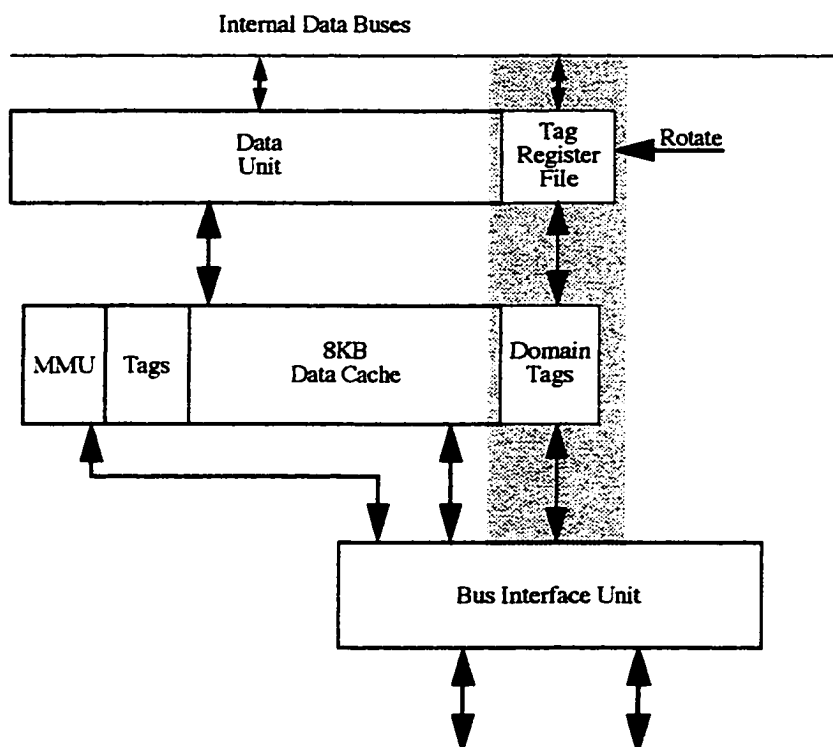 Internal Data Buses
Data
Unit
Tag
Register
File
Rotate
MMU
Tags
8KB
Data Cache
Domain
Tags
Bus Interface Unit